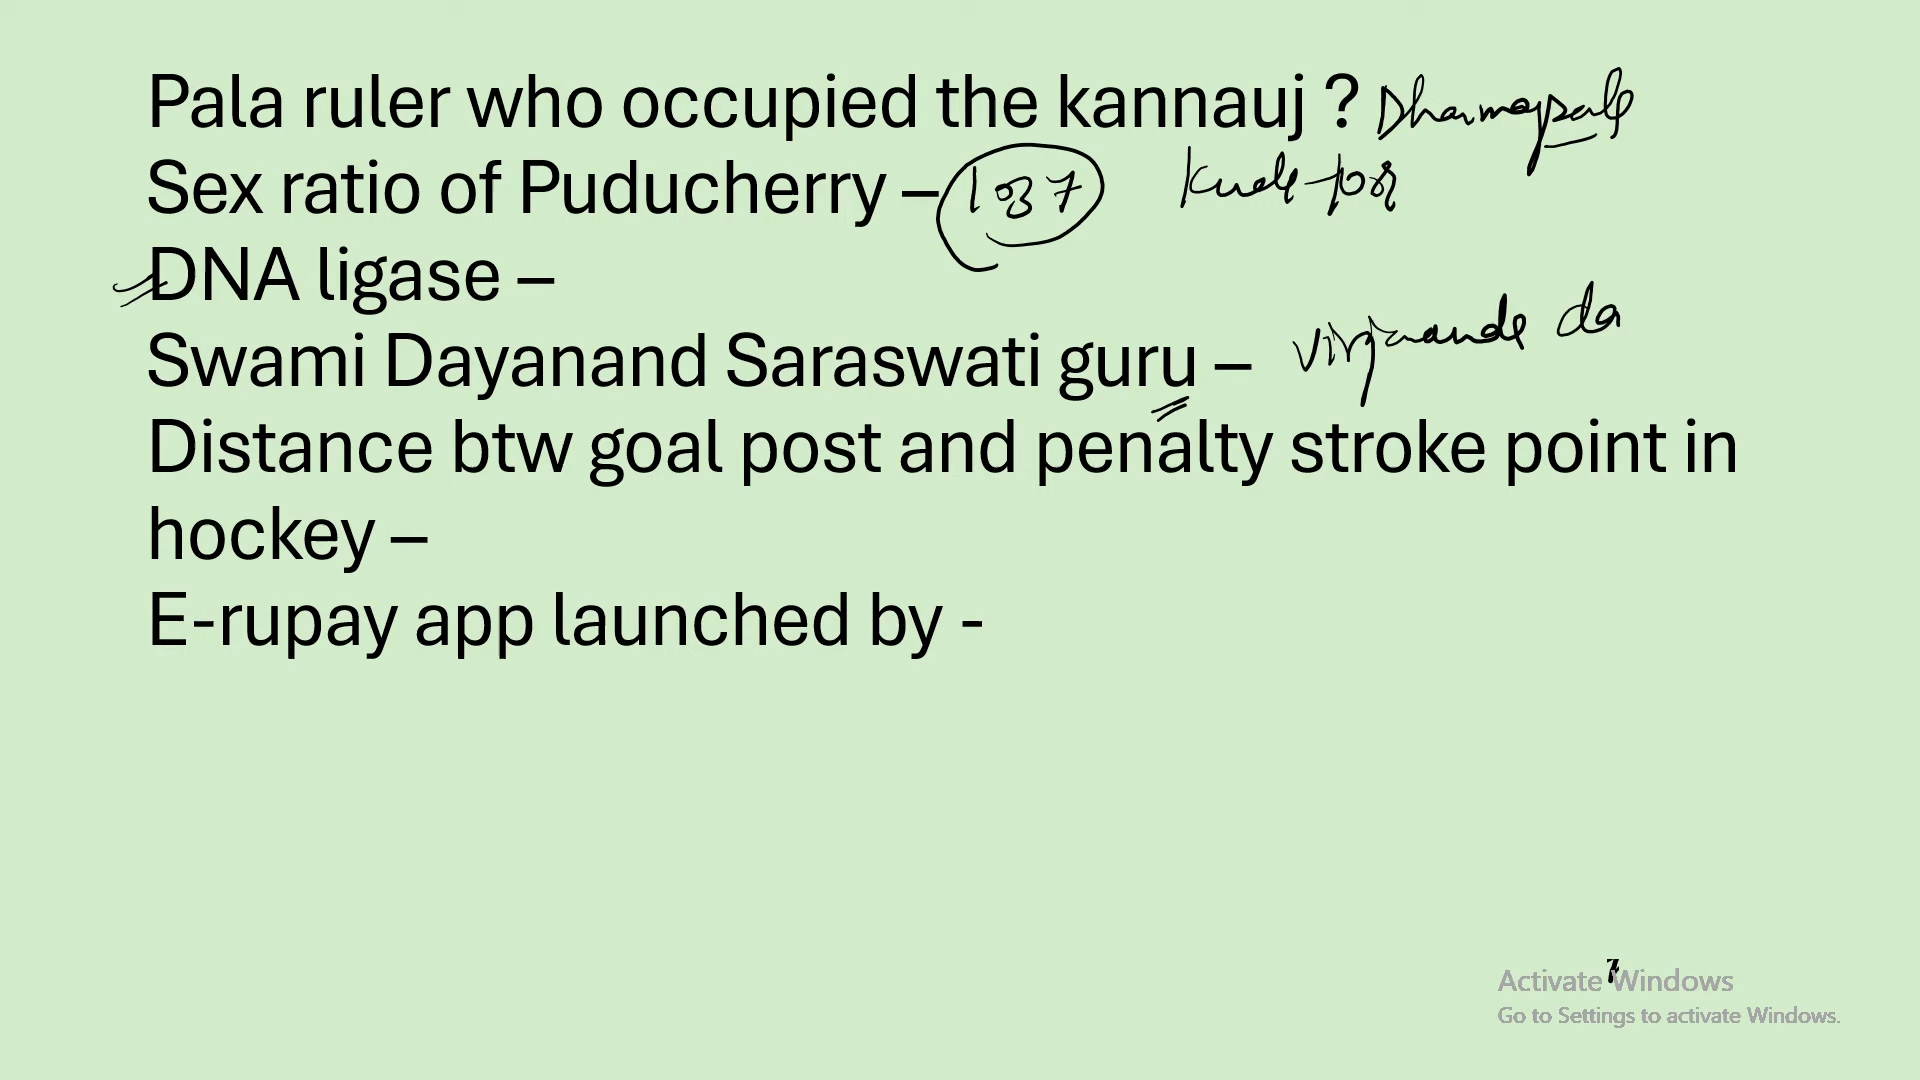 Pala ruler who occupied the kannauj ? Dharmapala
Sex ratio of Puducherry – 1037
DNA ligase –
Swami Dayanand Saraswati guru –
Distance btw goal post and penalty stroke point in
hockey –
E-rupay app launched by -
Activate Windows
Go to Settings to activate Windows.